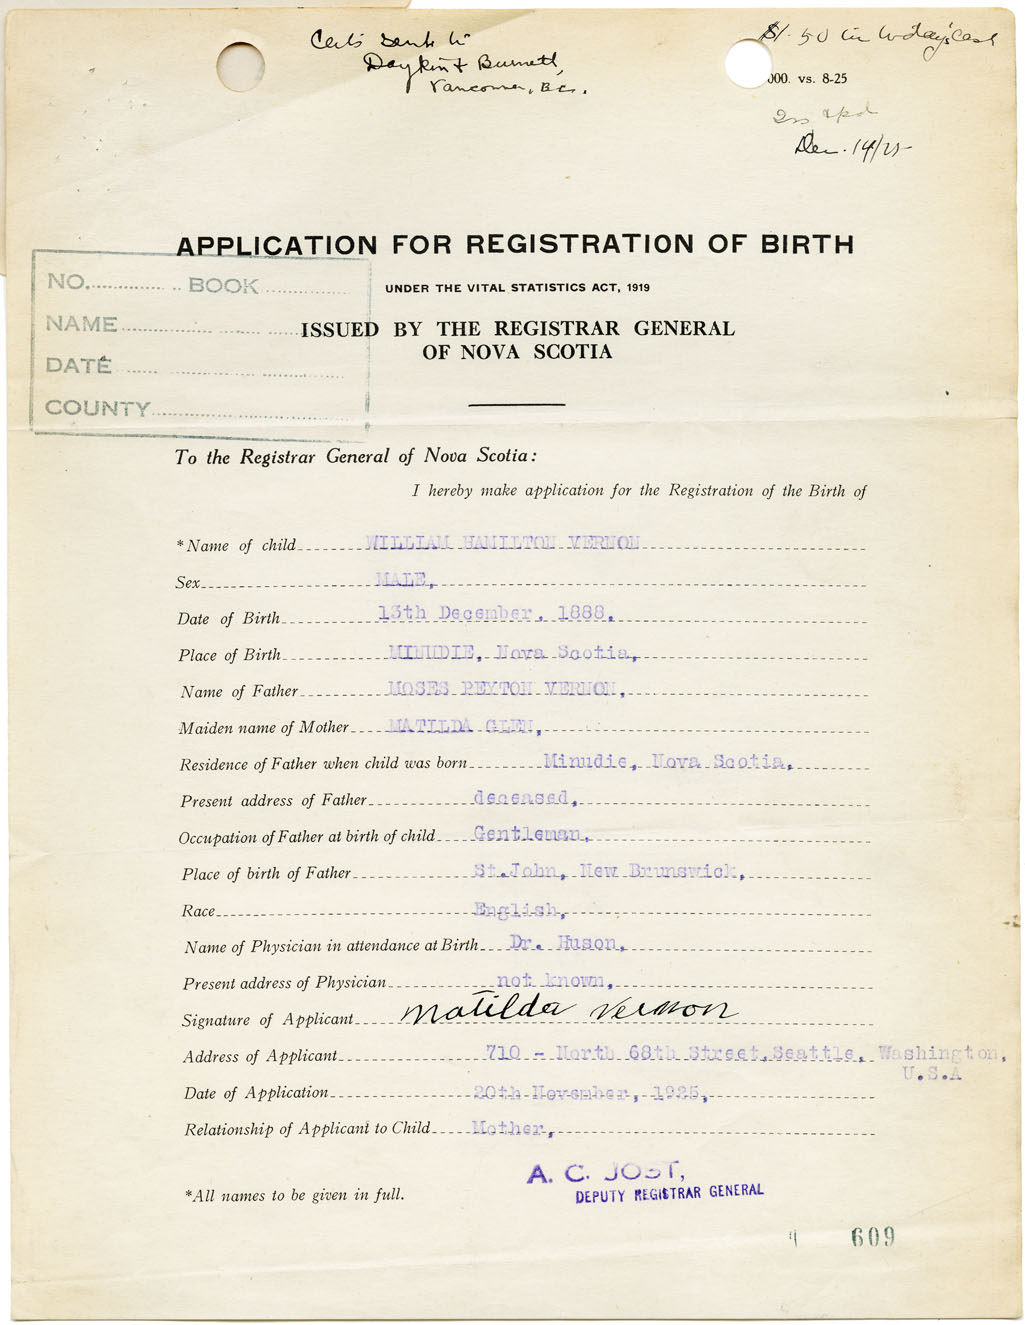 Certs sent to
Daykin & Burnett,
Vancouver, B.C.,
$1.50 in today's cash
000. vs. 8-25
Dec. 14/25
APPLICATION FOR REGISTRATION OF BIRTH
UNDER THE VITAL STATISTICS ACT, 1919
ISSUED BY THE REGISTRAR GENERAL
OF NOVA SCOTIA
NO. BOOK
NAME
DATE
COUNTY
To the Registrar General of Nova Scotia:
I hereby make application for the Registration of the Birth of
*Name of child WILLIAM HAMILTON VERNON
Sex MALE,
Date of Birth 13th December, 1888,
Place of Birth MINUDIE, Nova Scotia,
Name of Father MOSES PEYTON VERNON,
Maiden name of Mother MATILDA GLEN,
Residence of Father when child was born Minudie, Nova Scotia,
Present address of Father deceased,
Occupation of Father at birth of child Gentleman,
Place of birth of Father St.John, New Brunswick,
Race English,
Name of Physician in attendance at Birth Dr. Huson,
Present address of Physician not known,
Signature of Applicant Matilda Vernon
Address of Applicant 710 - North 68th Street, Seattle, Washington,
U.S.A
Date of Application 20th November, 1925,
Relationship of Applicant to Child Mother,
A. C. JOST,
DEPUTY REGISTRAR GENERAL
*All names to be given in full.
609